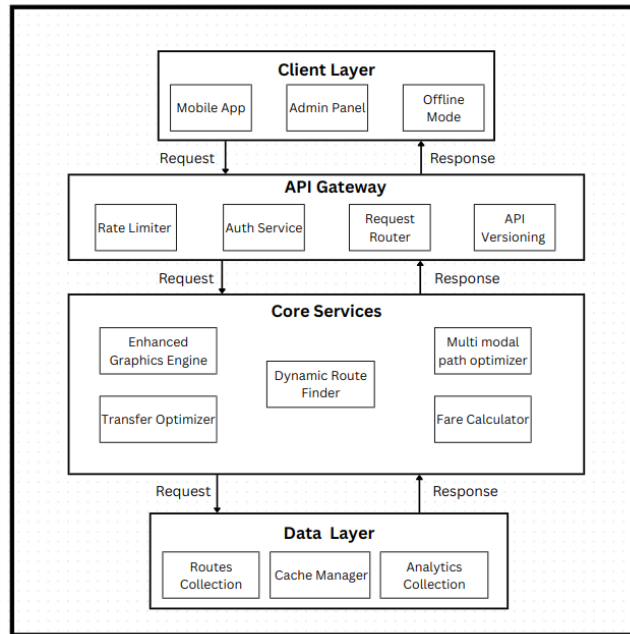 Client Layer
Mobile App
Admin Panel
Offline
Mode
Request
Response
API Gateway
Rate Limiter
Auth Service
Request
Router
API
Versioning
Request
Response
Core Services
Enhanced
Graphics Engine
Multi modal
path optimizer
Dynamic Route
Finder
Transfer Optimizer
Fare Calculator
Request
Response
Data Layer
Routes
Collection
Cache Manager
Analytics
Collection